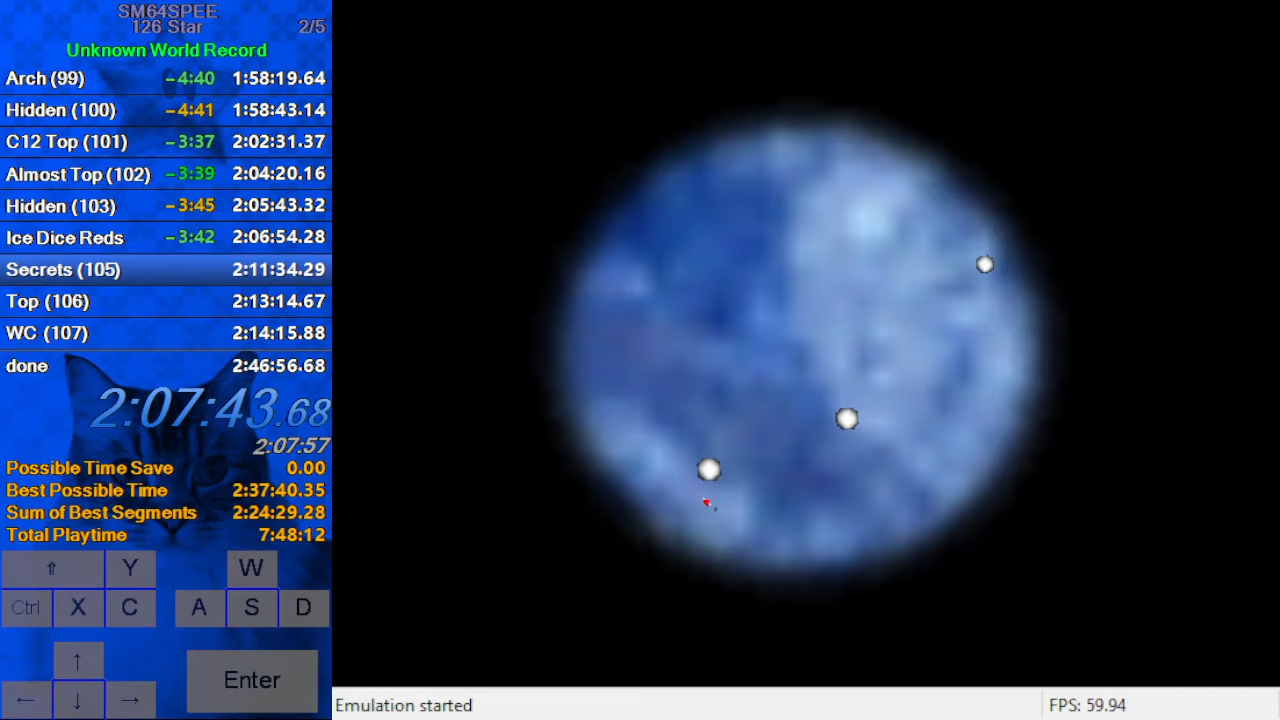 SM64SPEE
126 Star 2/5
Unknown World Record
Arch (99) -4:40 1:58:19.64
Hidden (100) -4:41 1:58:43.14
C12 Top (101) -3:37 2:02:31.37
Almost Top (102) -3:39 2:04:20.16
Hidden (103) -3:45 2:05:43.32
Ice Dice Reds -3:42 2:06:54.28
Secrets (105) 2:11:34.29
Top (106) 2:13:14.67
WC (107) 2:14:15.88
done 2:46:56.68
2:07:43.68
2:07:57
Possible Time Save 0.00
Best Possible Time 2:37:40.35
Sum of Best Segments 2:24:29.28
Total Playtime 7:48:12
⇑ Y W
Ctrl X C A S D
↑
Enter
← ↓ →
Emulation started FPS: 59.94